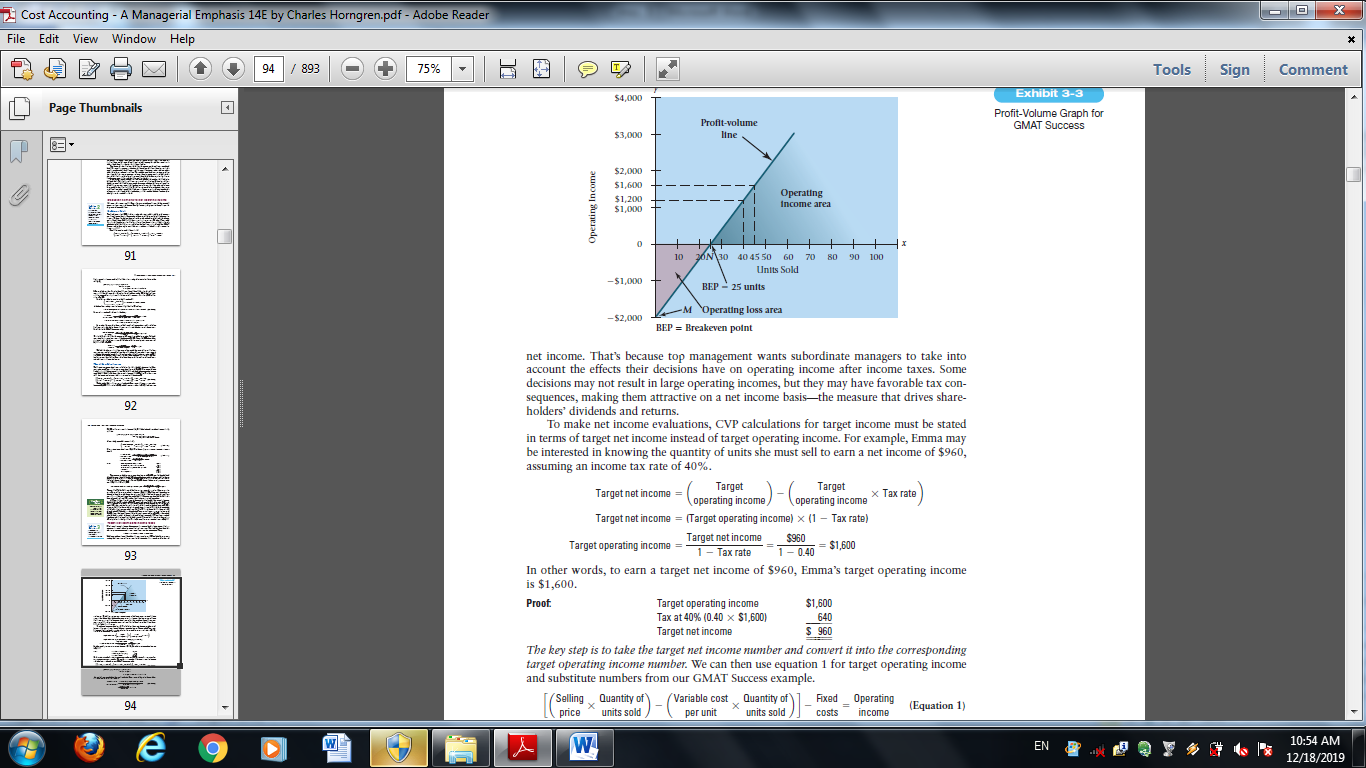 Cost Accounting - A Managerial Emphasis 14E by Charles Horngren.pdf - Adobe Reader
File Edit View Window Help
94 / 893 75% Tools Sign Comment
Page Thumbnails
91
92
93
94
Exhibit 3-3
Profit-Volume Graph for
GMAT Success
$4,000
$3,000
$2,000
$1,600
$1,200
$1,000
0
−$1,000
−$2,000
Operating Income
Profit-volume
line
Operating
income area
10 20 N 30 40 45 50 60 70 80 90 100
x
Units Sold
BEP = 25 units
M Operating loss area
BEP = Breakeven point
net income. That's because top management wants subordinate managers to take into
account the effects their decisions have on operating income after income taxes. Some
decisions may not result in large operating incomes, but they may have favorable tax con-
sequences, making them attractive on a net income basis—the measure that drives share-
holders' dividends and returns.
To make net income evaluations, CVP calculations for target income must be stated
in terms of target net income instead of target operating income. For example, Emma may
be interested in knowing the quantity of units she must sell to earn a net income of $960,
assuming an income tax rate of 40%.
Target net income = (Target operating income) − (Target operating income × Tax rate)
Target net income = (Target operating income) × (1 − Tax rate)
Target operating income = Target net income / 1 − Tax rate = $960 / 1 − 0.40 = $1,600
In other words, to earn a target net income of $960, Emma's target operating income
is $1,600.
Proof: Target operating income $1,600
Tax at 40% (0.40 × $1,600) 640
Target net income $ 960
The key step is to take the target net income number and convert it into the corresponding
target operating income number. We can then use equation 1 for target operating income
and substitute numbers from our GMAT Success example.
[(Selling price × Quantity of units sold) − (Variable cost per unit × Quantity of units sold)] − Fixed costs = Operating income (Equation 1)
EN
10:54 AM
12/18/2019